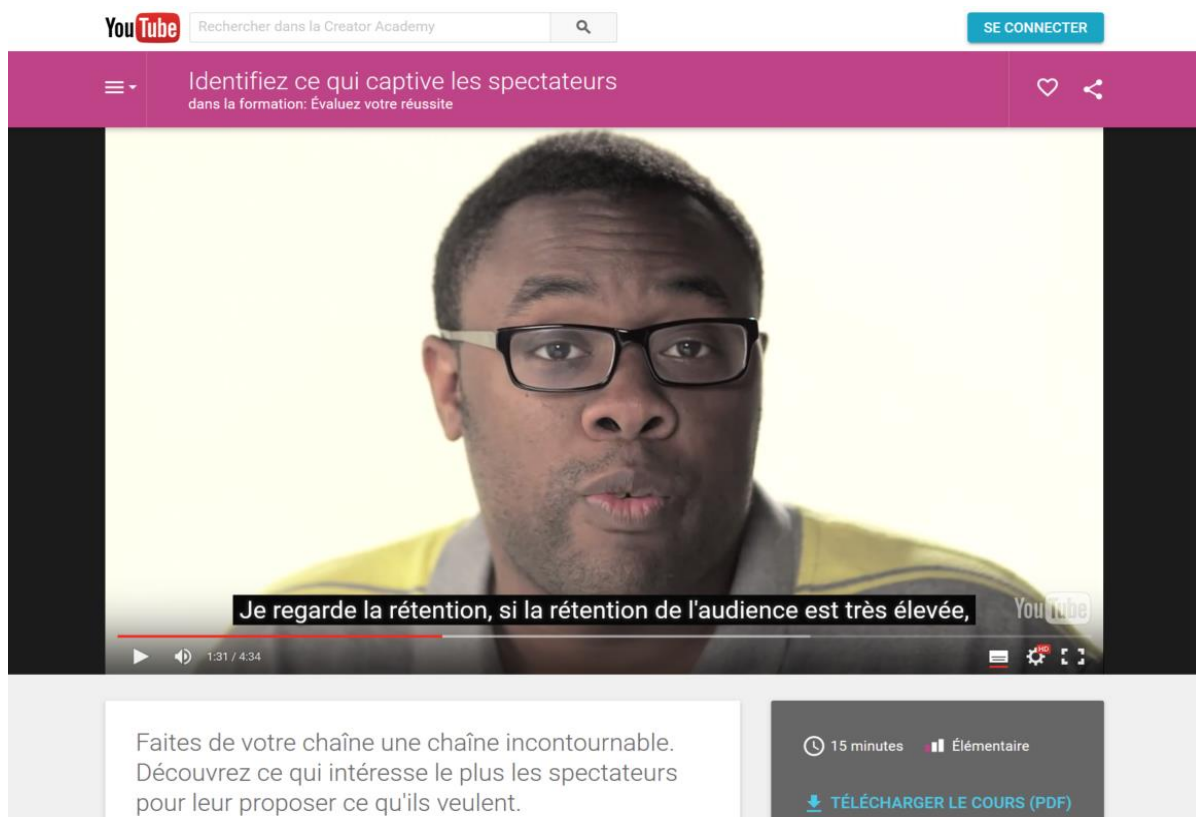 YouTube
Rechercher dans la Creator Academy
SE CONNECTER
Identifiez ce qui captive les spectateurs
dans la formation: Évaluez votre réussite
Je regarde la rétention, si la rétention de l'audience est très élevée,
YouTube
1:31 / 4:34
HD
Faites de votre chaîne une chaîne incontournable.
Découvrez ce qui intéresse le plus les spectateurs
pour leur proposer ce qu'ils veulent.
15 minutes
Élémentaire
TÉLÉCHARGER LE COURS (PDF)